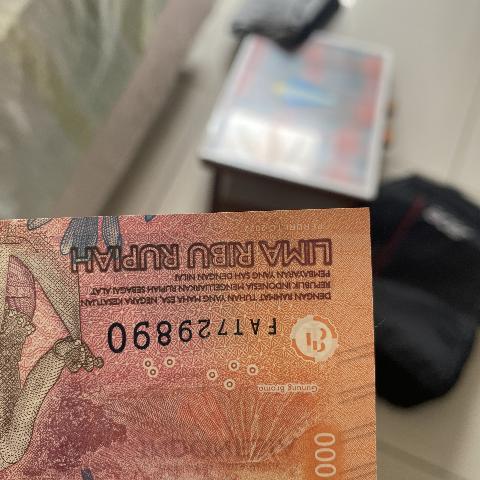 000
Gunung Bromo
FAT729890
DENGAN RAHMAT TUHAN YANG MAHA ESA, NEGARA KESATUAN
REPUBLIK INDONESIA MENGELUARKAN RUPIAH SEBAGAI ALAT
PEMBAYARAN YANG SAH DENGAN NILAI
LIMA RIBU RUPIAH